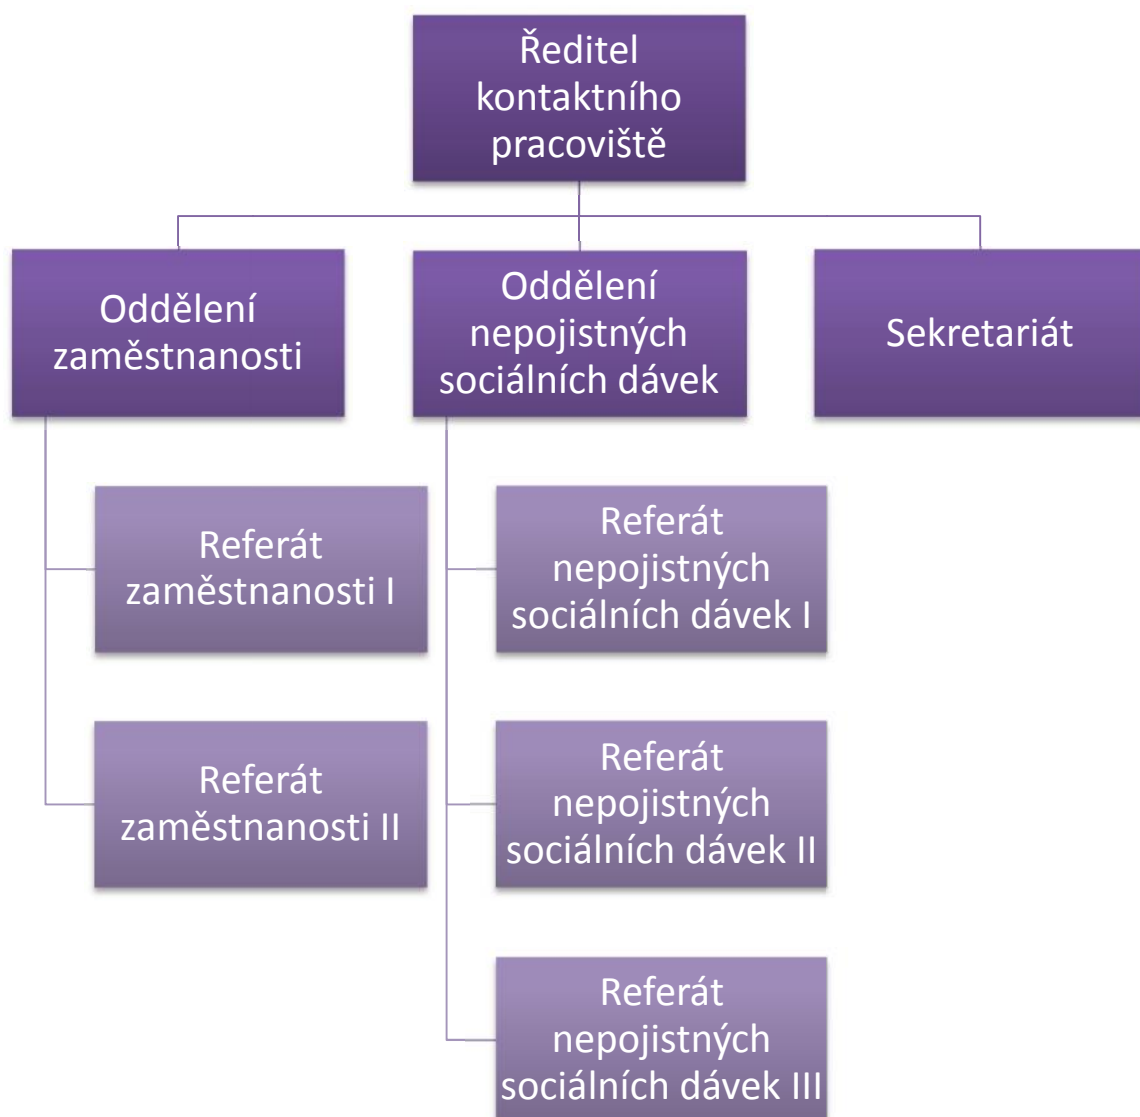 Ředitel
kontaktního
pracoviště
Oddělení
zaměstnanosti
Oddělení
nepojistných
sociálních dávek
Sekretariát
Referát
zaměstnanosti I
Referát
nepojistných
sociálních dávek I
Referát
zaměstnanosti II
Referát
nepojistných
sociálních dávek II
Referát
nepojistných
sociálních dávek III